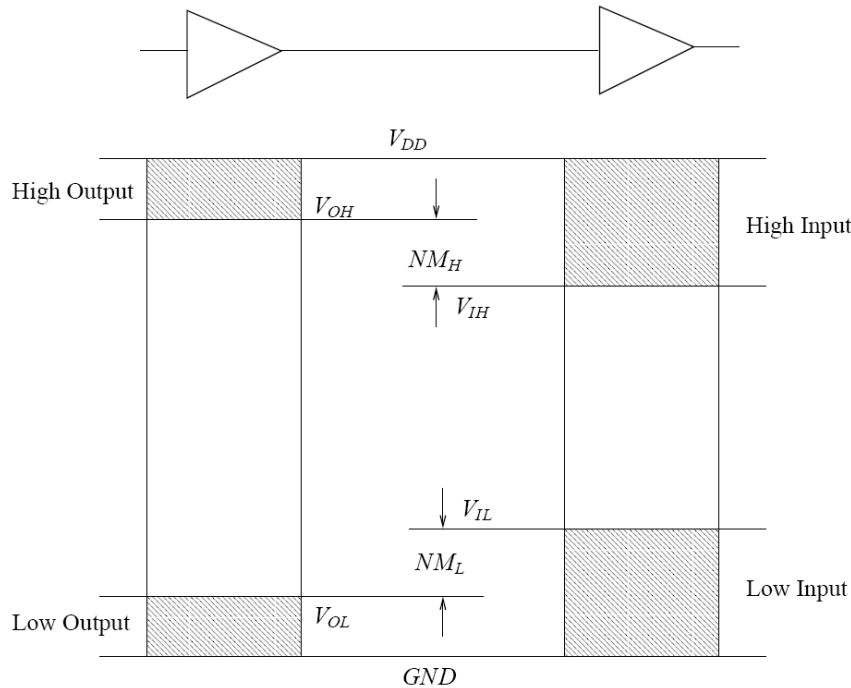 V_DD
High Output
V_OH
High Input
NM_H
V_IH
V_IL
NM_L
Low Input
Low Output
V_OL
GND